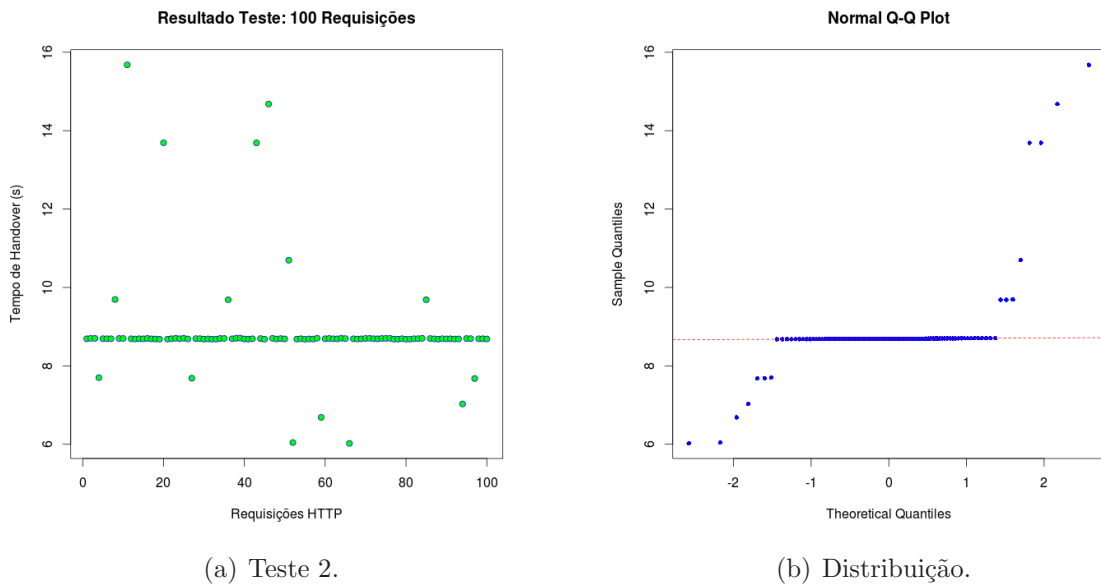 Resultado Teste: 100 Requisições
Tempo de Handover (s)
16
14
12
10
8
6
0 20 40 60 80 100
Requisições HTTP
(a) Teste 2.
Normal Q-Q Plot
Sample Quantiles
16
14
12
10
8
6
-2 -1 0 1 2
Theoretical Quantiles
(b) Distribuição.